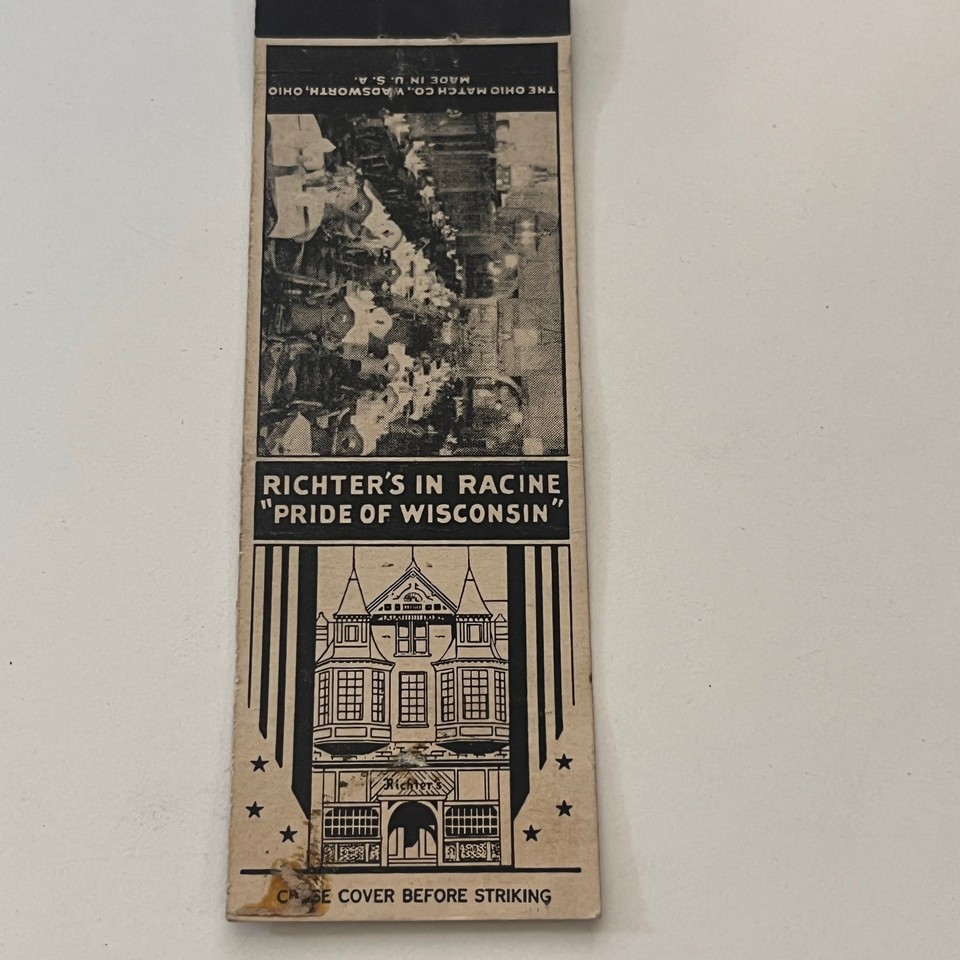 THE OHIO MATCH CO., WADSWORTH, OHIO
MADE IN U. S. A.
RICHTER'S IN RACINE
"PRIDE OF WISCONSIN"
Richter's
COVER BEFORE STRIKING